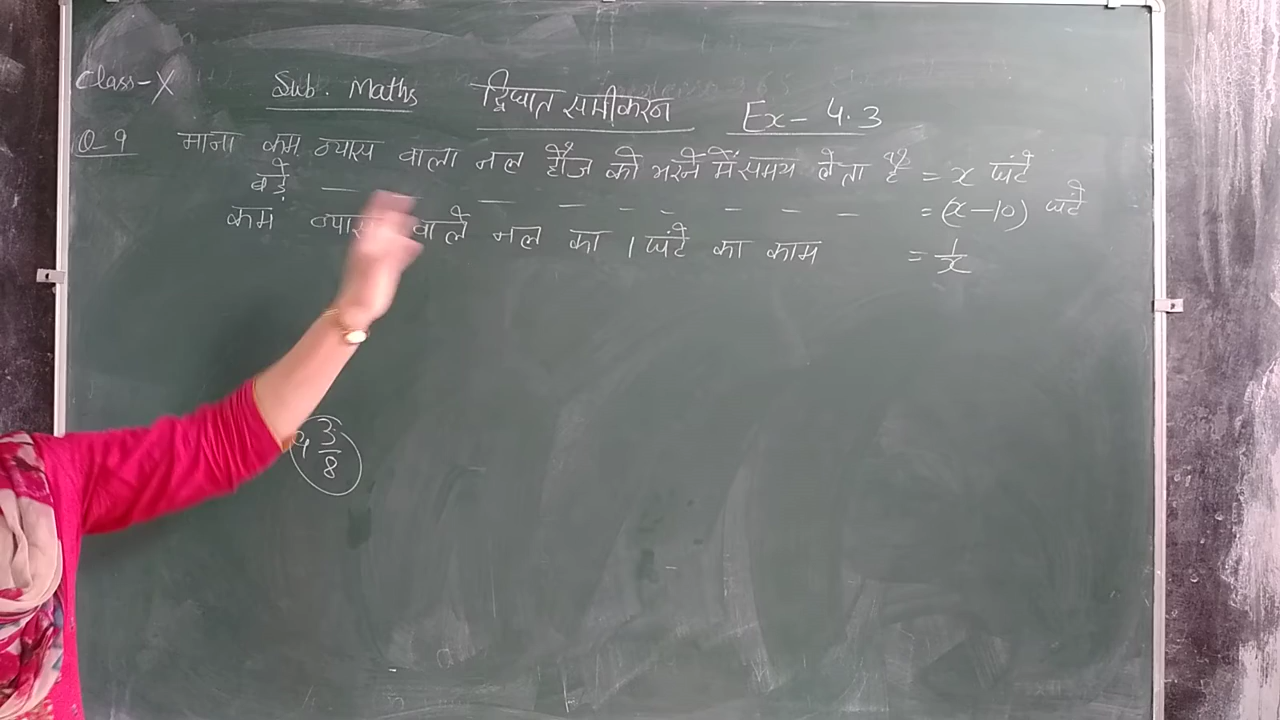 Class-X Sub. Maths द्विघात समीकरण Ex-4.3
Q-9 माना कम व्यास वाला नल हौज को भरने में समय लेता है = x घंटे
बड़े — — — — — — — — = (x-10) घंटे
कम व्यास वाले नल का 1 घंटे का काम = 1/x
9 3/8